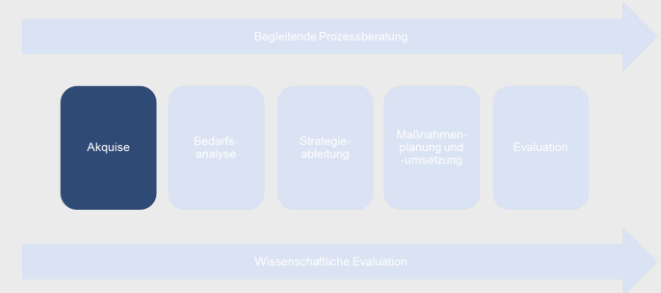 Begleitende Prozessberatung
Akquise
Bedarfs-
analyse
Strategie-
ableitung
Maßnahmen-
planung und
-umsetzung
Evaluation
Wissenschaftliche Evaluation